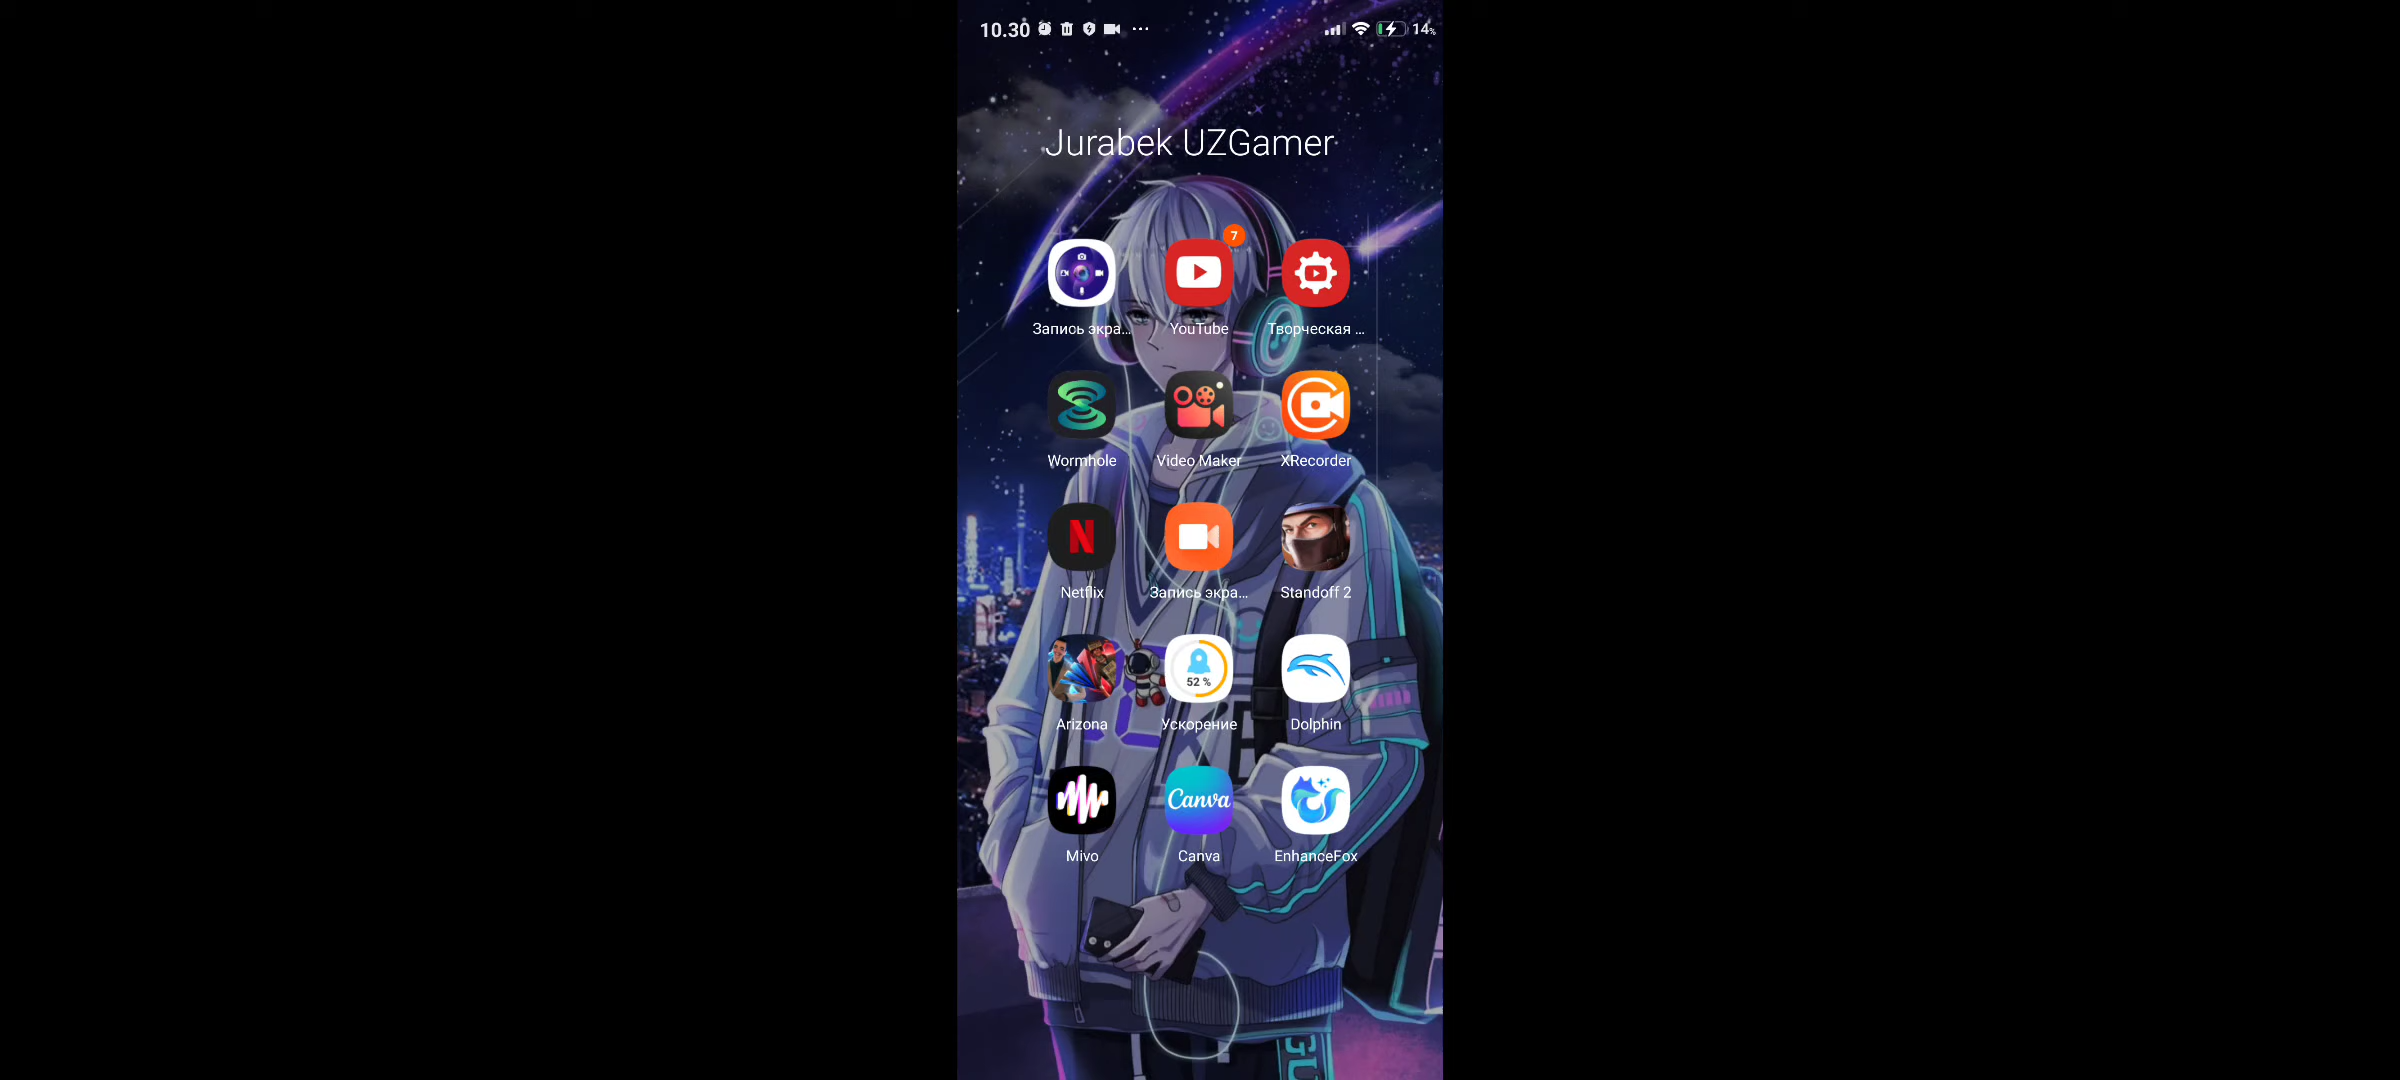 10.30 14%
Jurabek UZGamer
7
Запись экра... YouTube Творческая ...
Wormhole Video Maker XRecorder
N
Netflix Запись экра... Standoff 2
52 %
Arizona Ускорение Dolphin
Canva
Mivo Canva EnhanceFox